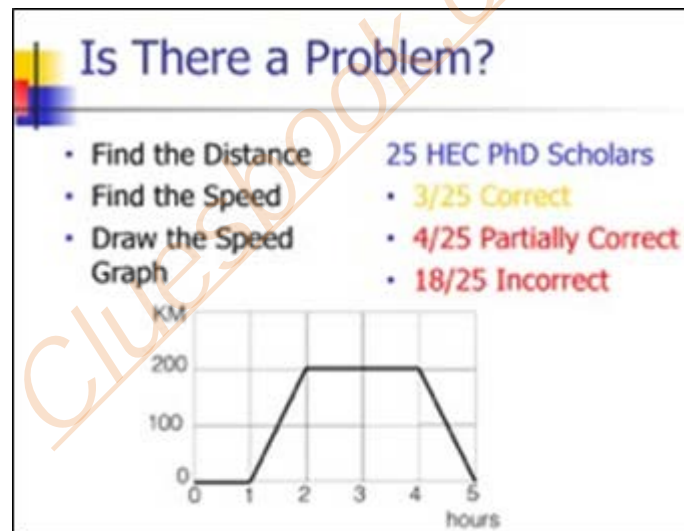 Is There a Problem?
• Find the Distance
• Find the Speed
• Draw the Speed
Graph
25 HEC PhD Scholars
• 3/25 Correct
• 4/25 Partially Correct
• 18/25 Incorrect
KM
200
100
0
0 1 2 3 4 5
hours